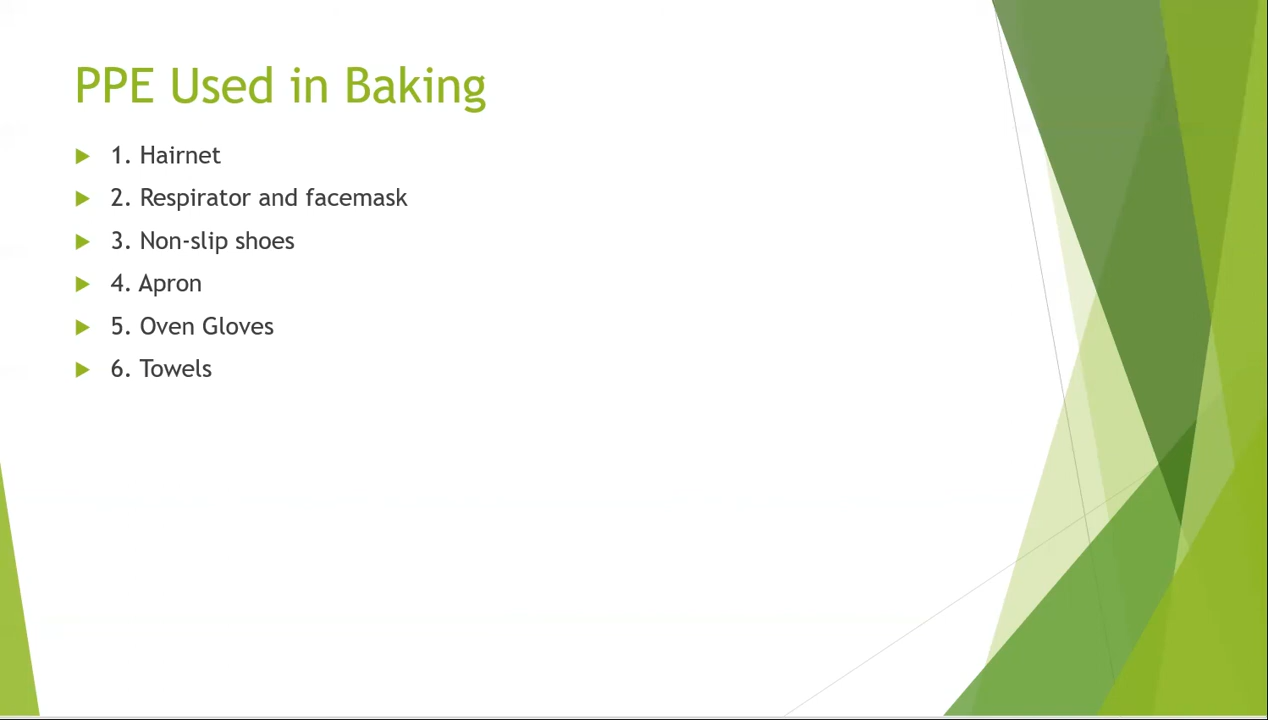 PPE Used in Baking
1. Hairnet
2. Respirator and facemask
3. Non-slip shoes
4. Apron
5. Oven Gloves
6. Towels